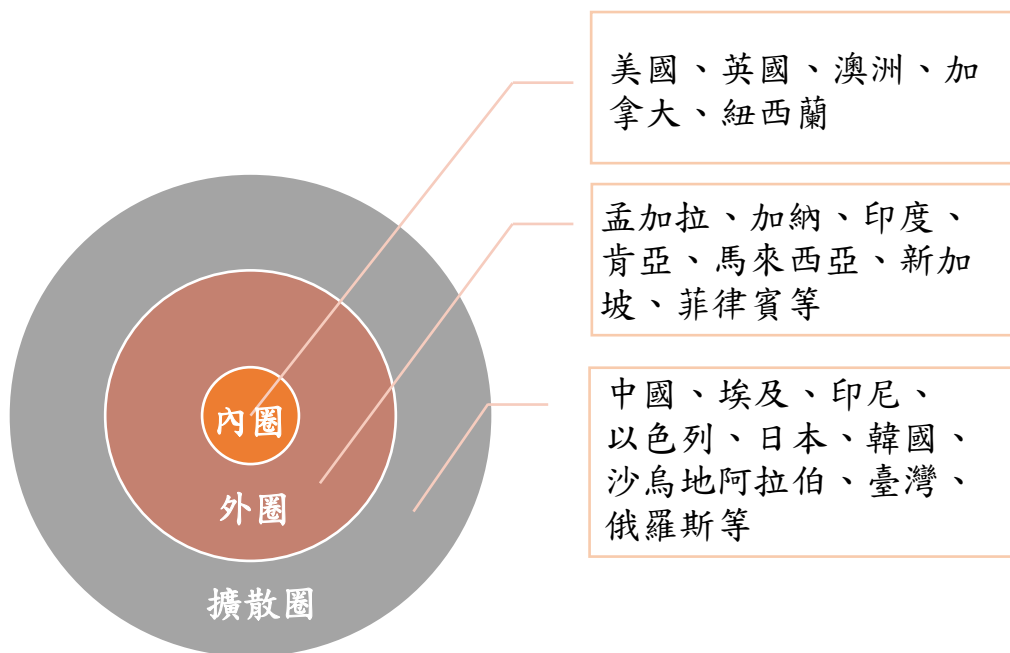 美國、英國、澳洲、加
拿大、紐西蘭
孟加拉、加納、印度、
肯亞、馬來西亞、新加
坡、菲律賓等
中國、埃及、印尼、
以色列、日本、韓國、
沙烏地阿拉伯、臺灣、
俄羅斯等
內圈
外圈
擴散圈